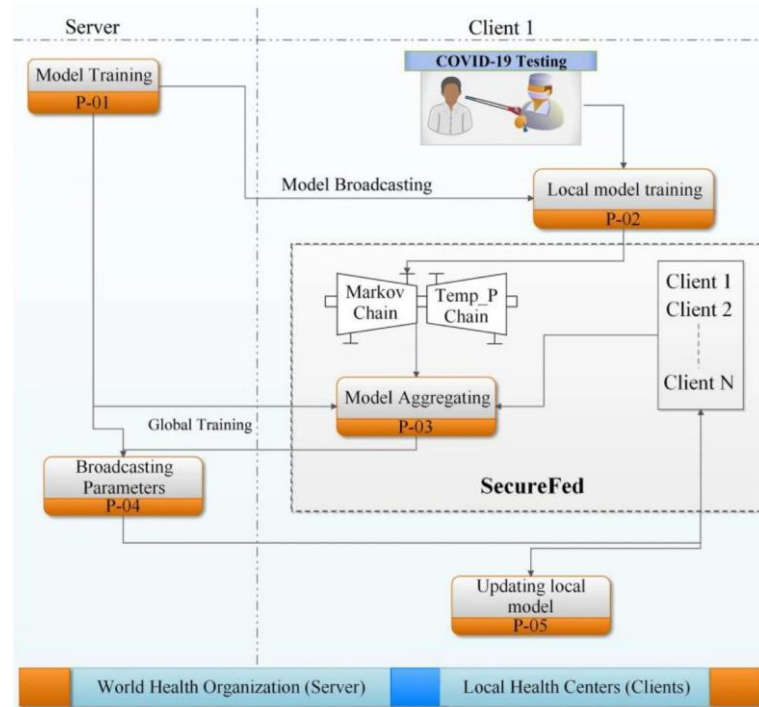 Server
Client 1
COVID-19 Testing
Model Training
P-01
Model Broadcasting
Local model training
P-02
Markov
Chain
Temp_P
Chain
Client 1
Client 2
Client N
Model Aggregating
P-03
Global Training
Broadcasting
Parameters
P-04
SecureFed
Updating local
model
P-05
World Health Organization (Server)
Local Health Centers (Clients)